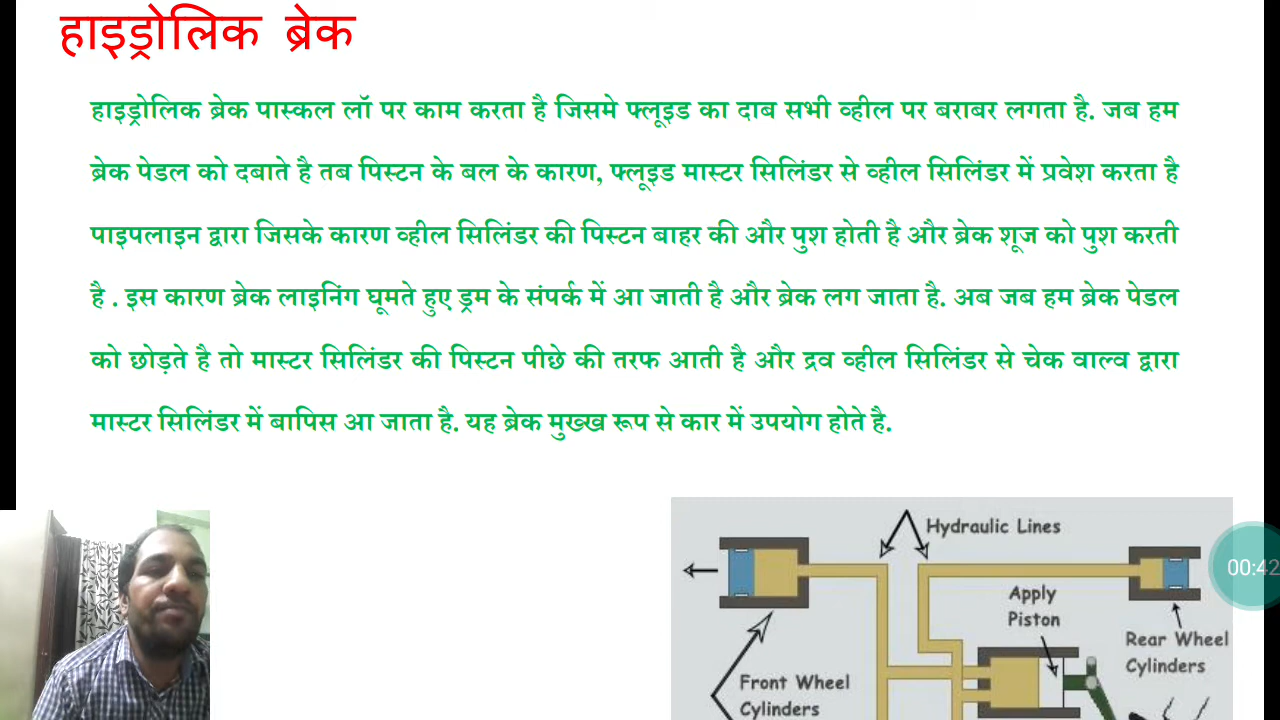 हाइड्रोलिक ब्रेक
हाइड्रोलिक ब्रेक पास्कल लॉ पर काम करता है जिसमे फ्लूइड का दाब सभी व्हील पर बराबर लगता है. जब हम
ब्रेक पेडल को दबाते है तब पिस्टन के बल के कारण, फ्लूइड मास्टर सिलिंडर से व्हील सिलिंडर में प्रवेश करता है
पाइपलाइन द्वारा जिसके कारण व्हील सिलिंडर की पिस्टन बाहर की और पुश होती है और ब्रेक शूज को पुश करती
है . इस कारण ब्रेक लाइनिंग घूमते हुए ड्रम के संपर्क में आ जाती है और ब्रेक लग जाता है. अब जब हम ब्रेक पेडल
को छोड़ते है तो मास्टर सिलिंडर की पिस्टन पीछे की तरफ आती है और द्रव व्हील सिलिंडर से चेक वाल्व द्वारा
मास्टर सिलिंडर में बापिस आ जाता है. यह ब्रेक मुख्ख रूप से कार में उपयोग होते है.
Hydraulic Lines
00:42
Apply
Piston
Rear Wheel
Cylinders
Front Wheel
Cylinders